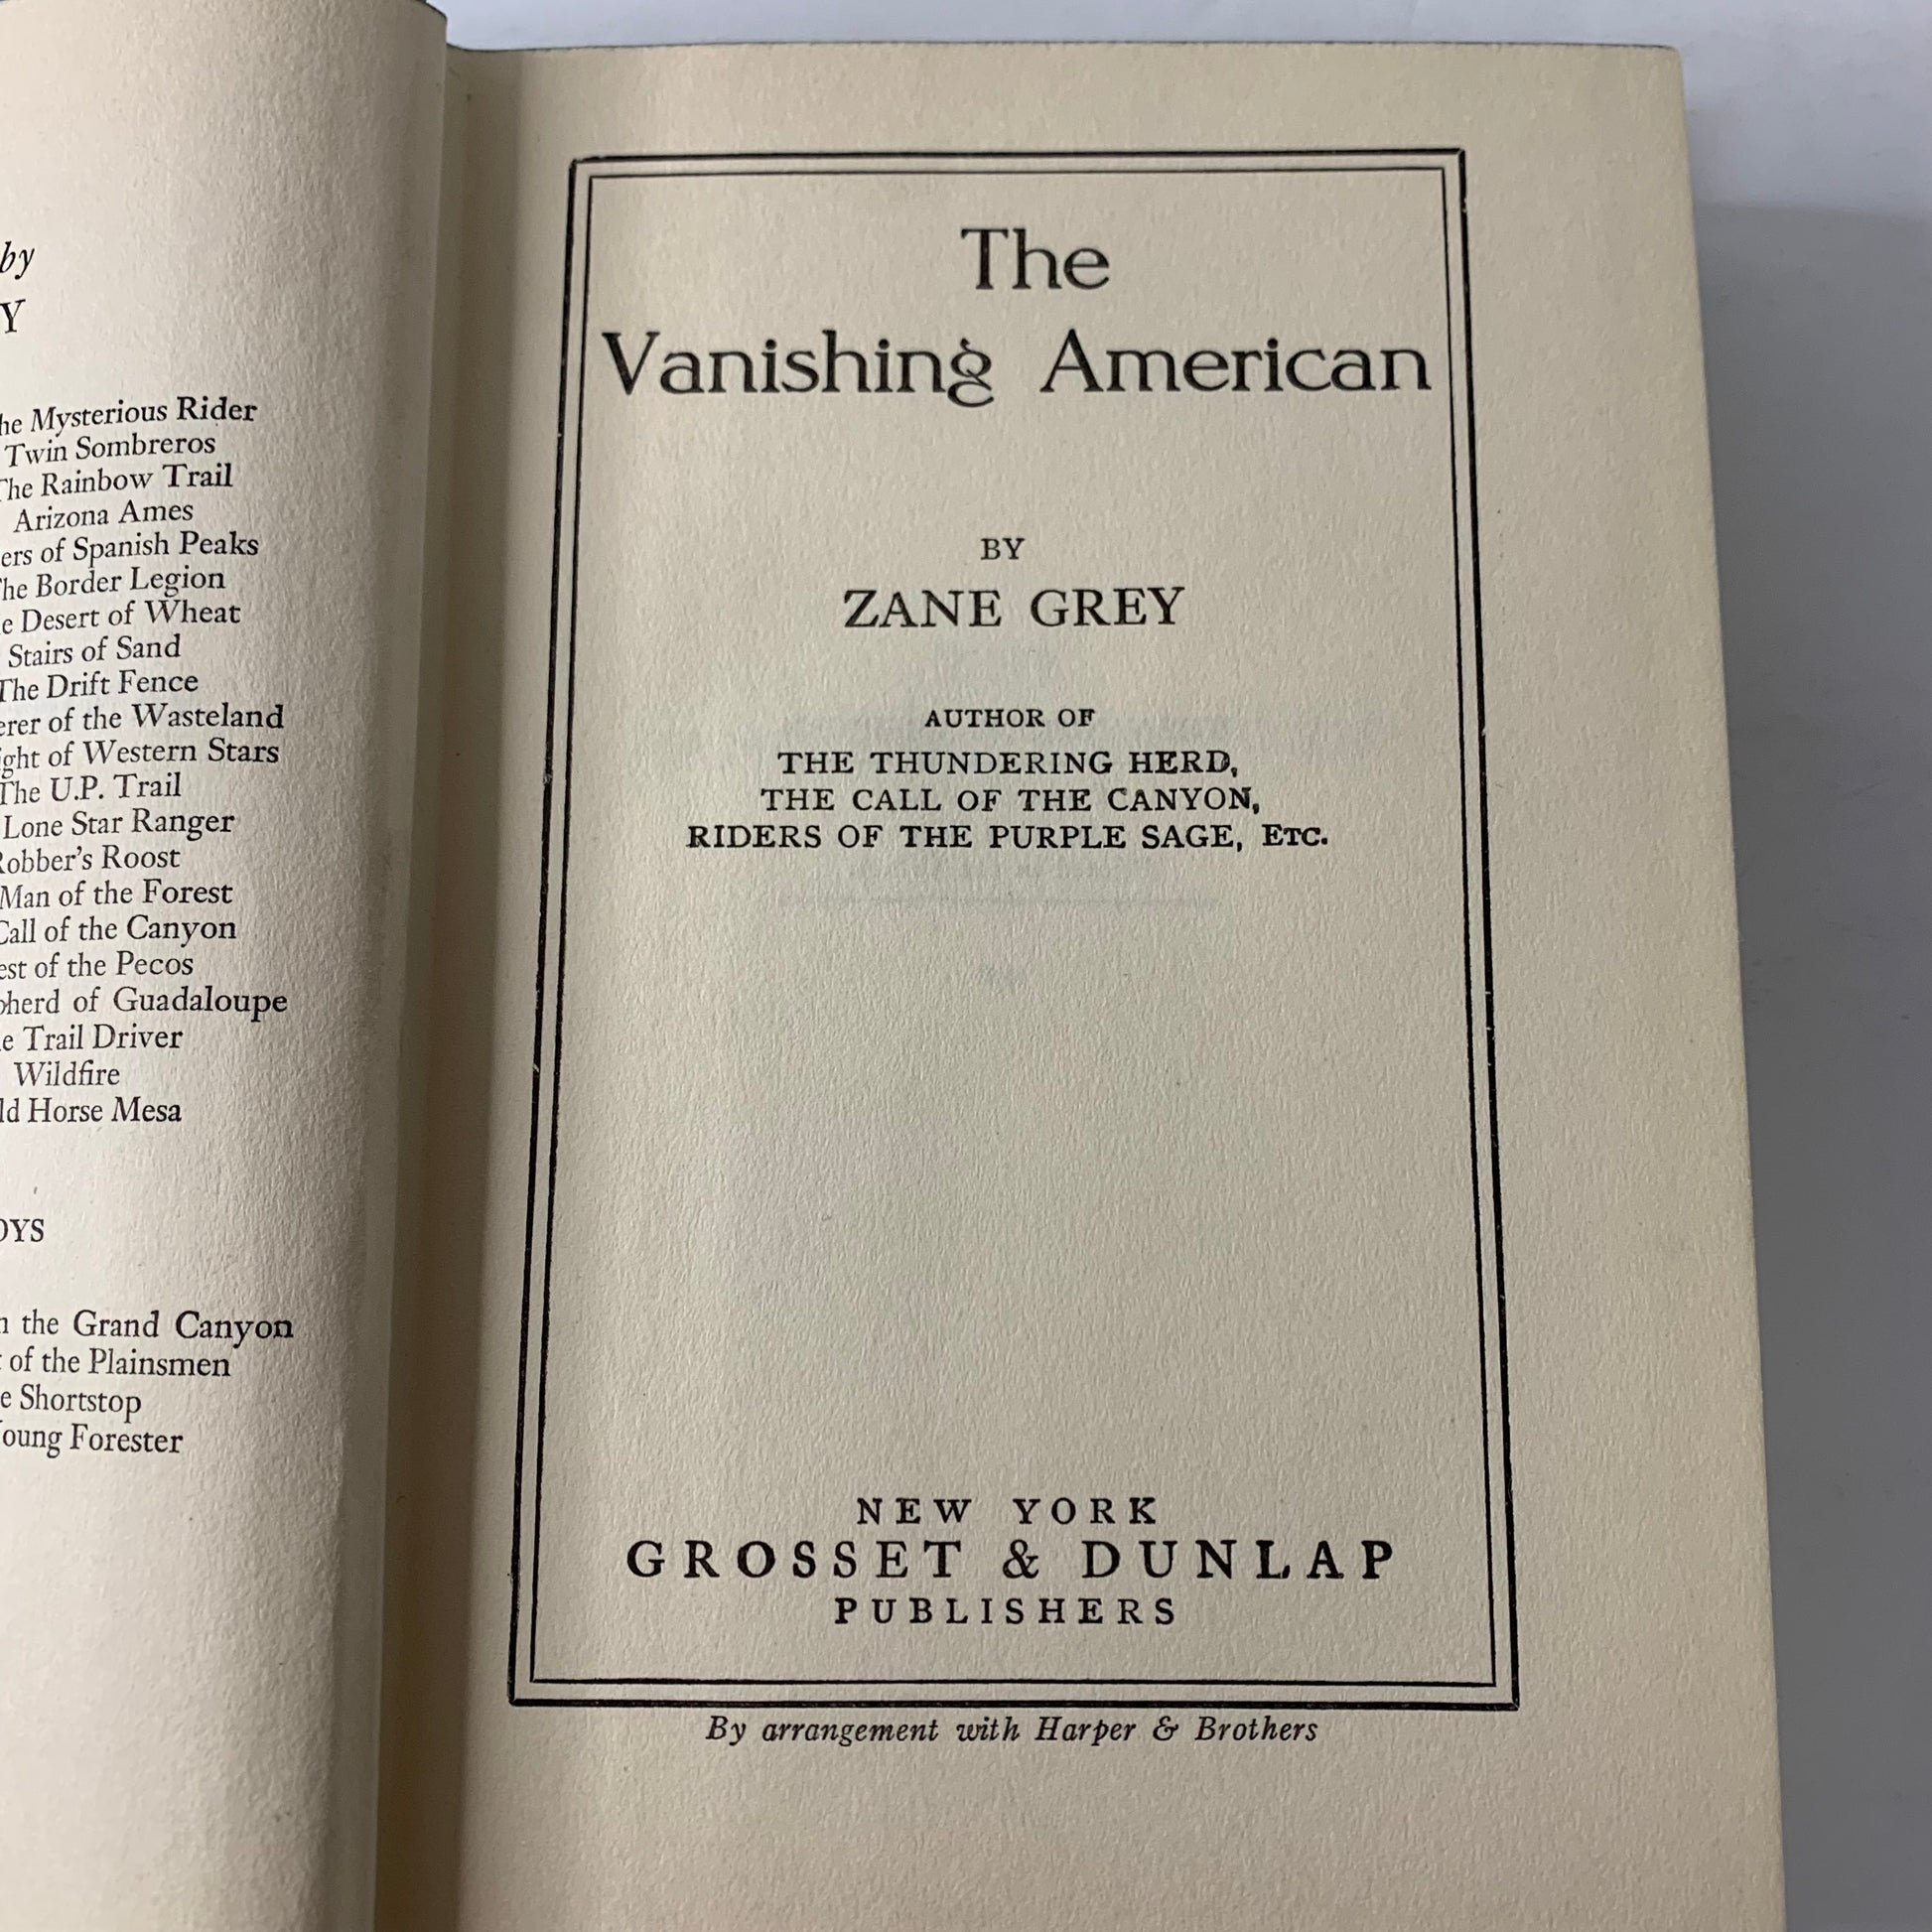 by
Y
he Mysterious Rider
Twin Sombreros
The Rainbow Trail
Arizona Ames
ers of Spanish Peaks
he Border Legion
e Desert of Wheat
Stairs of Sand
The Drift Fence
erer of the Wasteland
ight of Western Stars
The U.P. Trail
Lone Star Ranger
Robber's Roost
Man of the Forest
Call of the Canyon
est of the Pecos
pherd of Guadaloupe
e Trail Driver
Wildfire
ld Horse Mesa
OYS
n the Grand Canyon
t of the Plainsmen
e Shortstop
Young Forester
The
Vanishing American
BY
ZANE GREY
AUTHOR OF
THE THUNDERING HERD,
THE CALL OF THE CANYON,
RIDERS OF THE PURPLE SAGE, ETC.
NEW YORK
GROSSET & DUNLAP
PUBLISHERS
By arrangement with Harper & Brothers